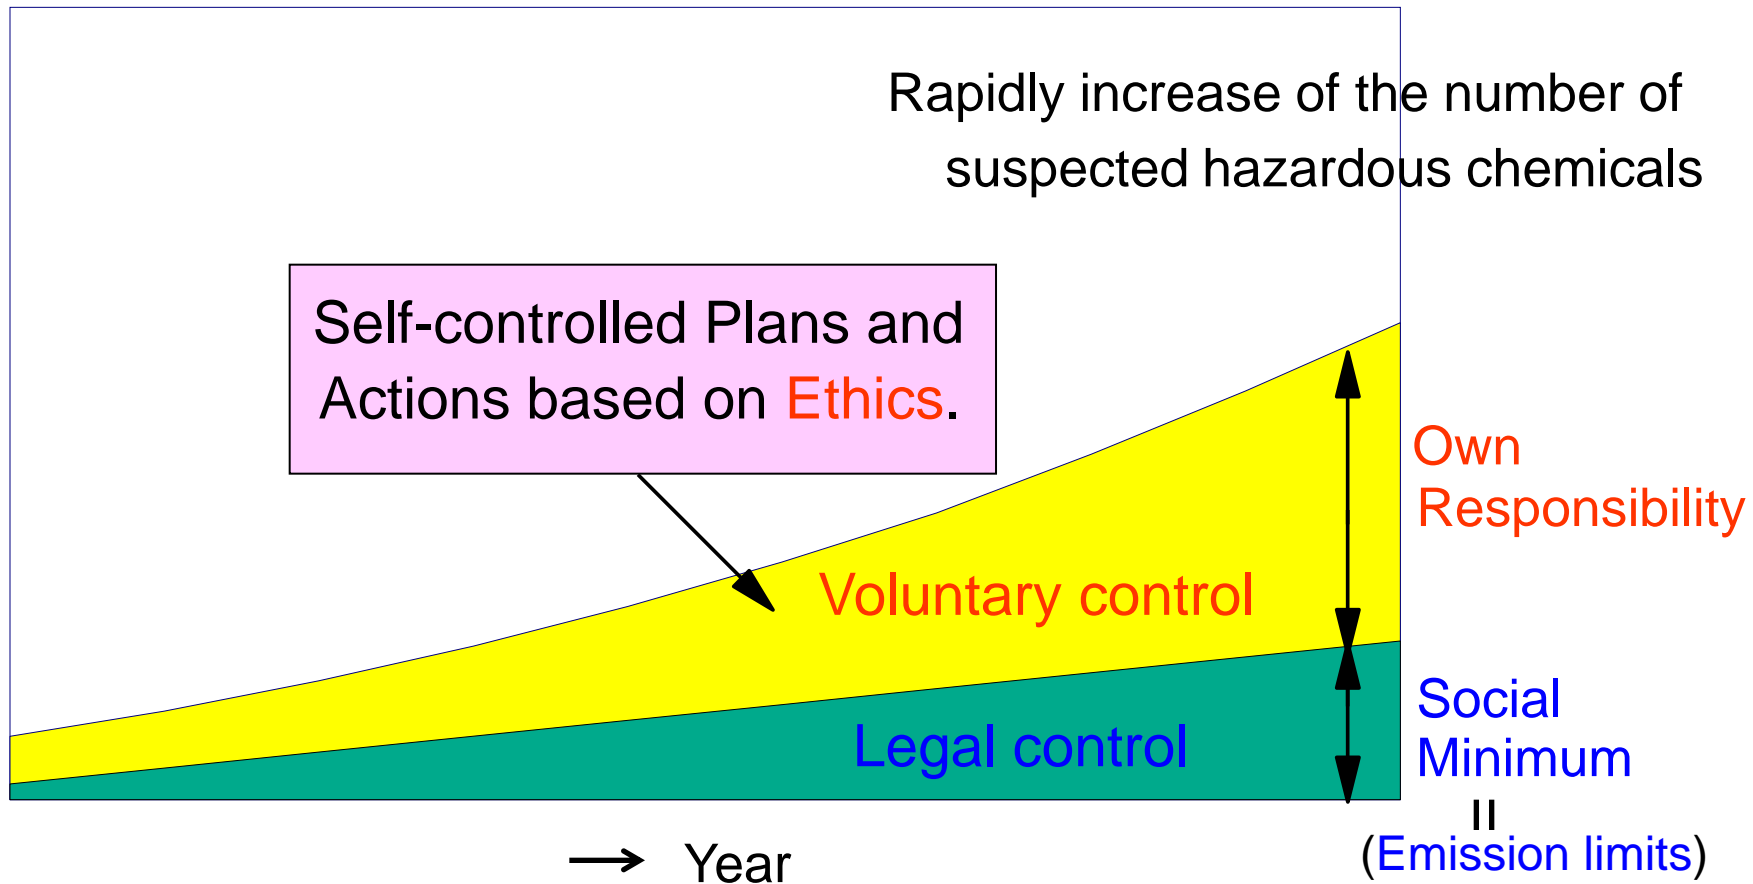 Rapidly increase of the number of
suspected hazardous chemicals
Self-controlled Plans and
Actions based on Ethics.
Own
Responsibility
Voluntary control
Social
Minimum
Legal control
=
(Emission limits)
→ Year